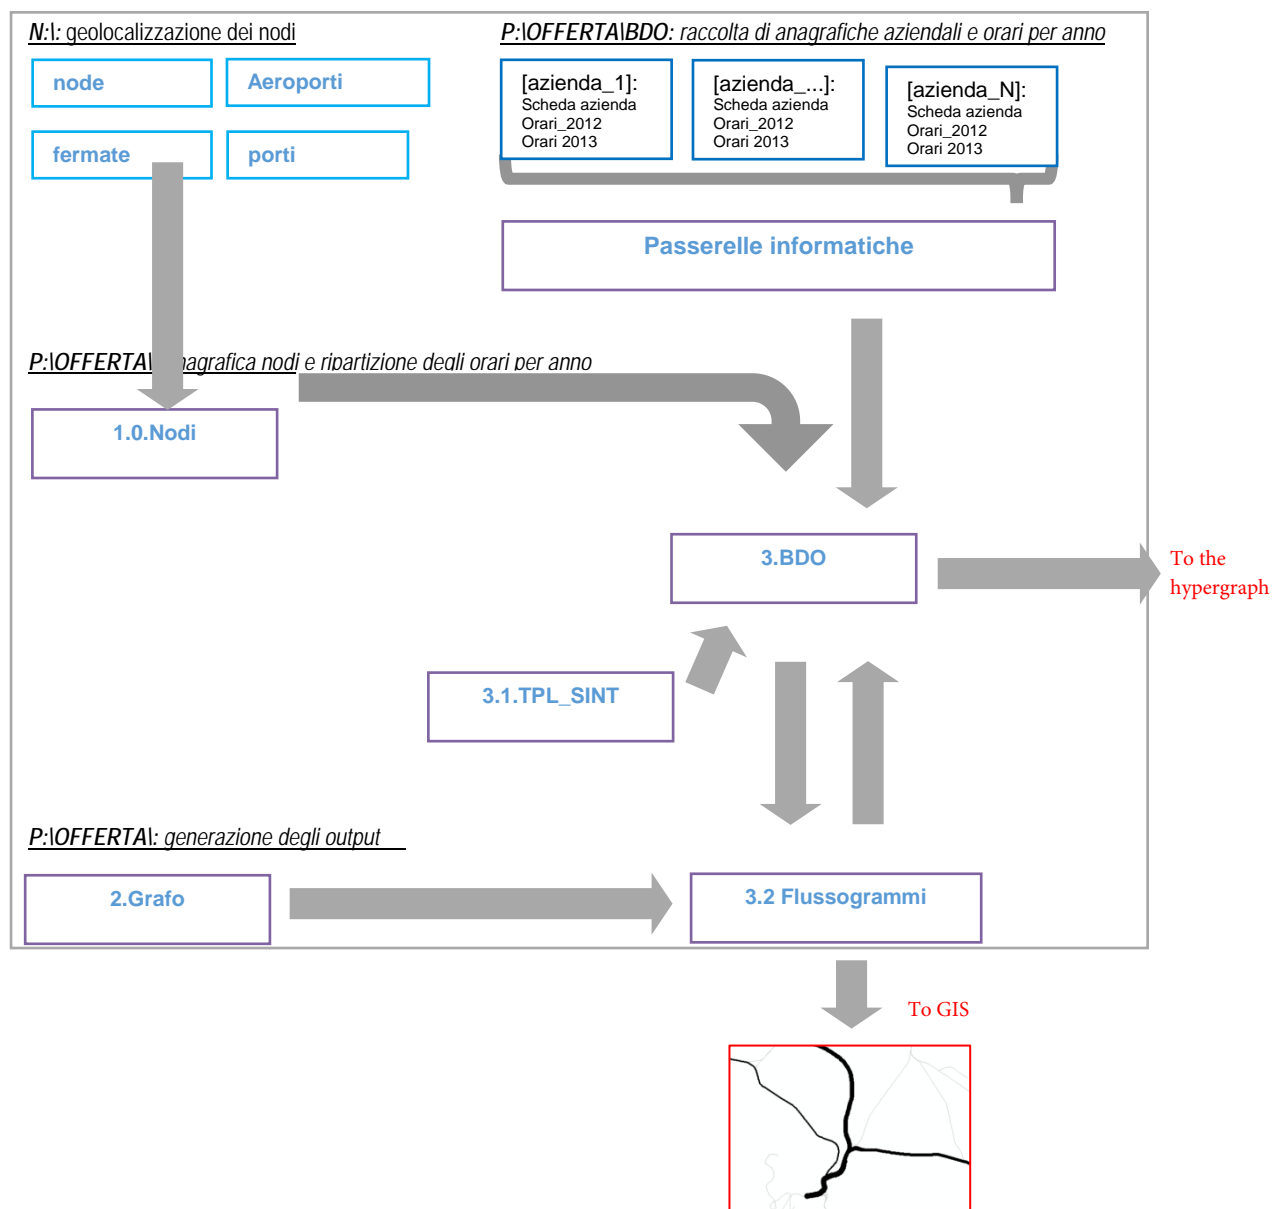 N:\: geolocalizzazione dei nodi
node
Aeroporti
fermate
porti
P:\OFFERTA\BDO: raccolta di anagrafiche aziendali e orari per anno
[azienda_1]:
Scheda azienda
Orari_2012
Orari 2013
[azienda_...]:
Scheda azienda
Orari_2012
Orari 2013
[azienda_N]:
Scheda azienda
Orari_2012
Orari 2013
Passerelle informatiche
P:\OFFERTA\ nagrafica nodi e ripartizione degli orari per anno
1.0.Nodi
3.BDO
To the
hypergraph
3.1.TPL_SINT
P:\OFFERTA\: generazione degli output
2.Grafo
3.2 Flussogrammi
To GIS